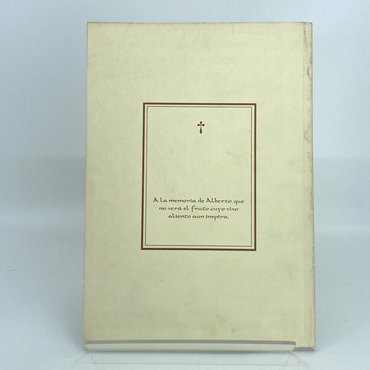 A la memoria de Alberto, que
no verá el fruto cuyo vivo
aliento aun inspira.